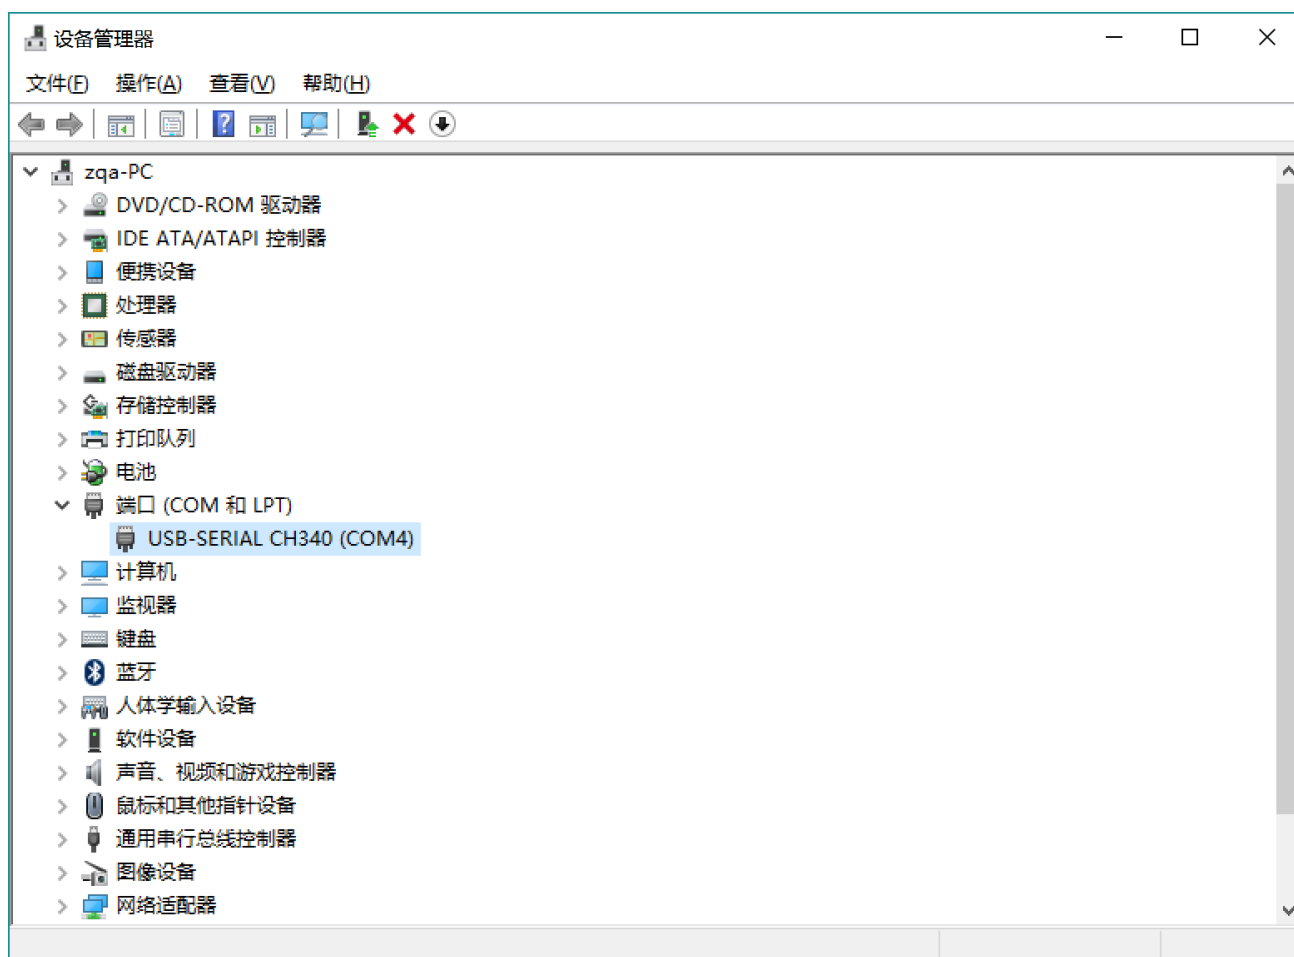 设备管理器
文件(F) 操作(A) 查看(V) 帮助(H)
zqa-PC
DVD/CD-ROM 驱动器
IDE ATA/ATAPI 控制器
便携设备
处理器
传感器
磁盘驱动器
存储控制器
打印队列
电池
端口 (COM 和 LPT)
USB-SERIAL CH340 (COM4)
计算机
监视器
键盘
蓝牙
人体学输入设备
软件设备
声音、视频和游戏控制器
鼠标和其他指针设备
通用串行总线控制器
图像设备
网络适配器